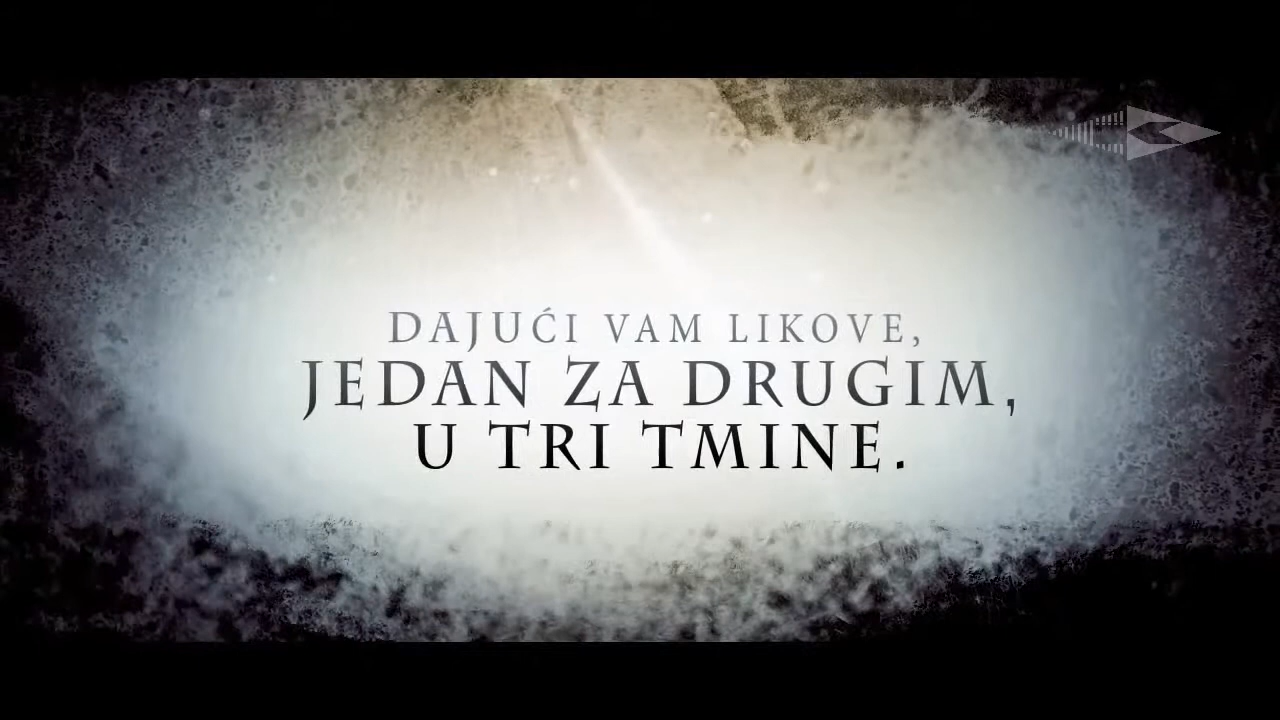 DAJUĆI VAM LIKOVE,
JEDAN ZA DRUGIM,
U TRI TMINE.